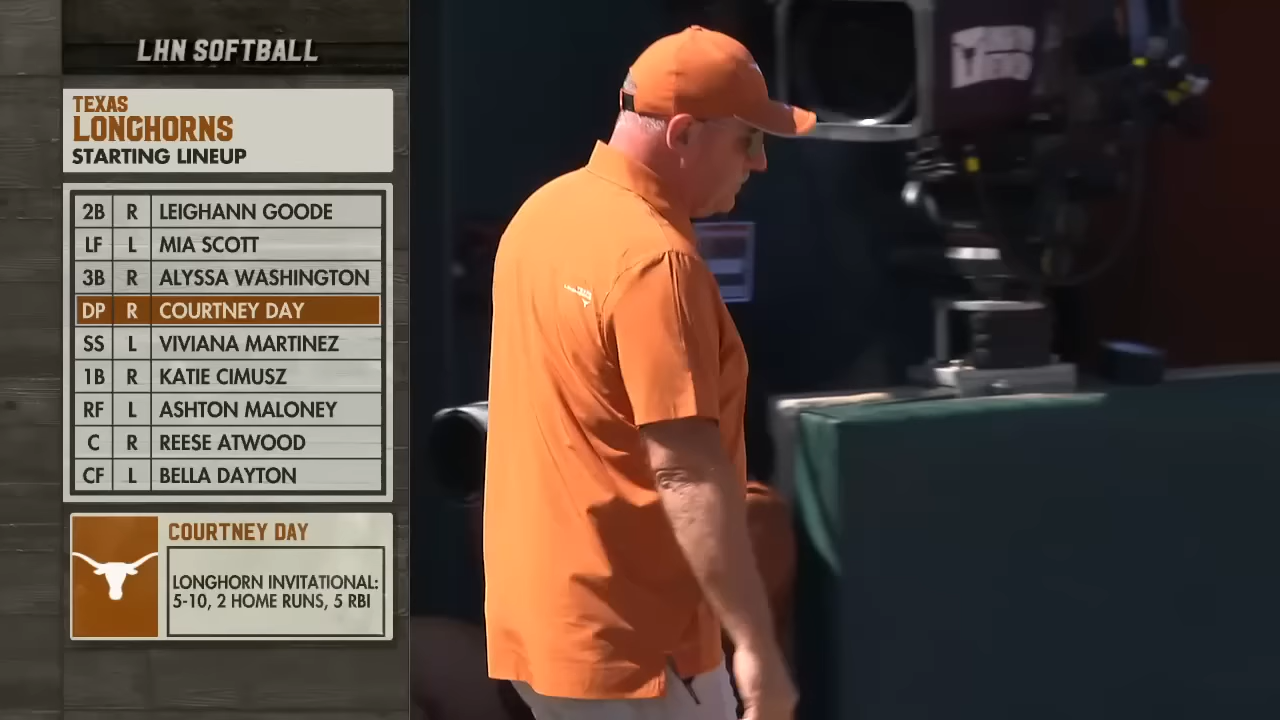 LHN SOFTBALL
TEXAS
LONGHORNS
STARTING LINEUP
2B R LEIGHANN GOODE
LF L MIA SCOTT
3B R ALYSSA WASHINGTON
DP R COURTNEY DAY
SS L VIVIANA MARTINEZ
1B R KATIE CIMUSZ
RF L ASHTON MALONEY
C R REESE ATWOOD
CF L BELLA DAYTON
COURTNEY DAY
LONGHORN INVITATIONAL:
5-10, 2 HOME RUNS, 5 RBI